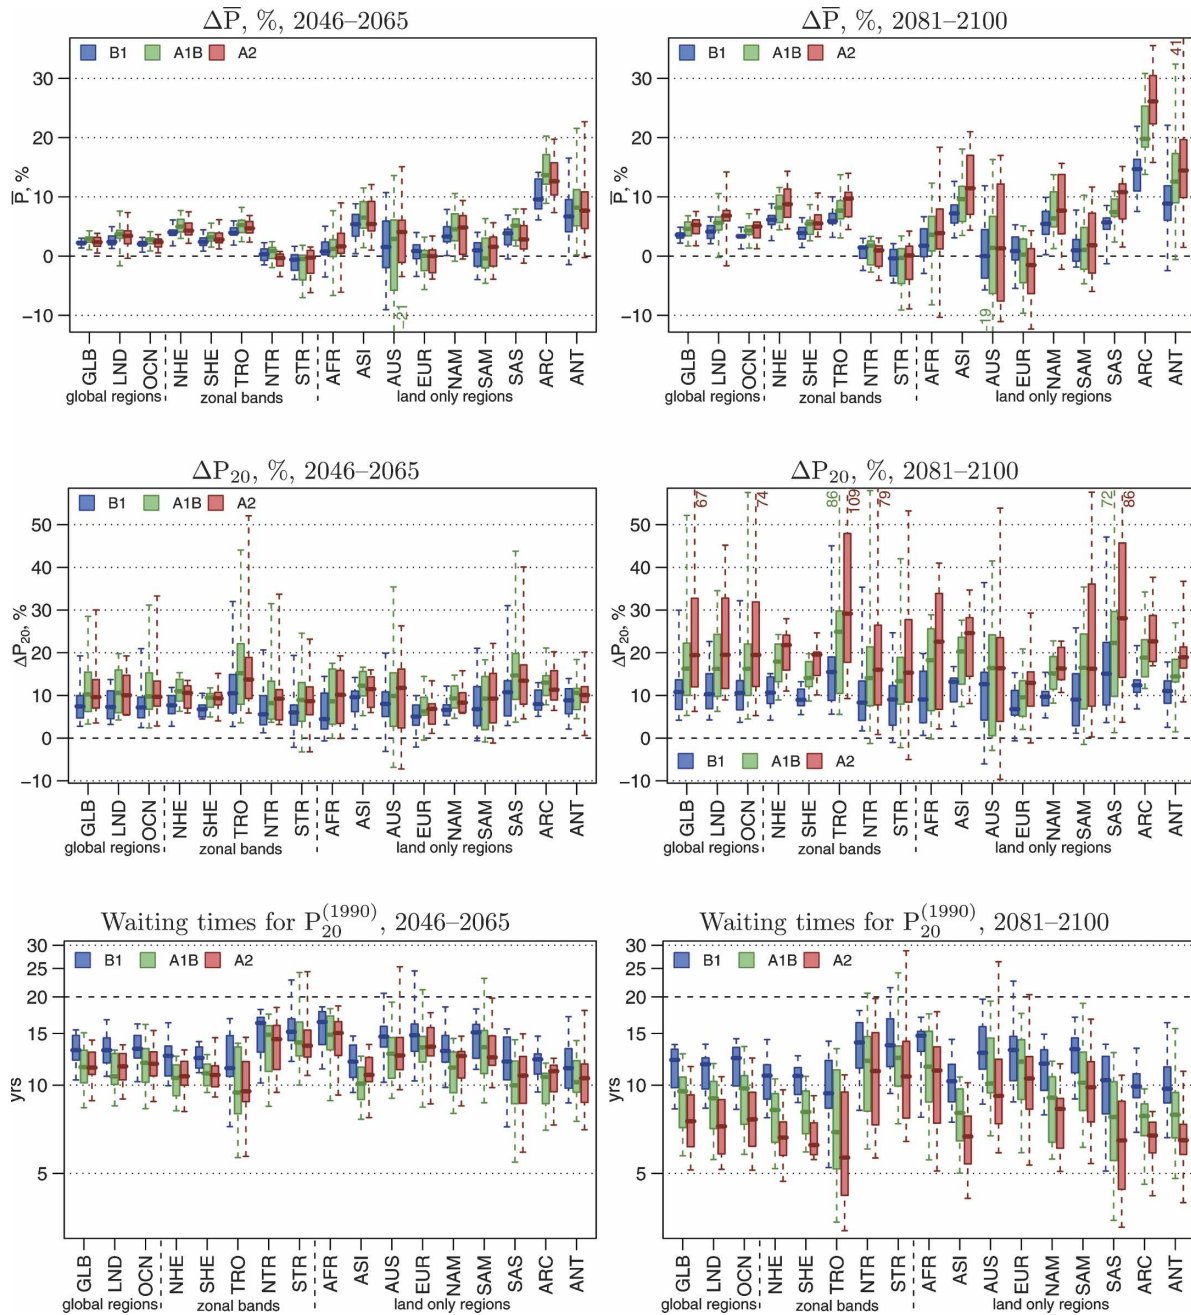 ΔP̅, %, 2046–2065
B1 A1B A2
P̅, %
30
20
10
0
−10
−21
GLB LND OCN NHE SHE TRO NTR STR AFR ASI AUS EUR NAM SAM SAS ARC ANT
global regions zonal bands land only regions
ΔP̅, %, 2081–2100
B1 A1B A2
P̅, %
30
20
10
0
−10
−19
41
GLB LND OCN NHE SHE TRO NTR STR AFR ASI AUS EUR NAM SAM SAS ARC ANT
global regions zonal bands land only regions
ΔP₂₀, %, 2046–2065
B1 A1B A2
ΔP₂₀, %
50
40
30
20
10
0
−10
GLB LND OCN NHE SHE TRO NTR STR AFR ASI AUS EUR NAM SAM SAS ARC ANT
global regions zonal bands land only regions
ΔP₂₀, %, 2081–2100
67 74 86 109 79 72 86
ΔP₂₀, %
50
40
30
20
10
0
−10
B1 A1B A2
GLB LND OCN NHE SHE TRO NTR STR AFR ASI AUS EUR NAM SAM SAS ARC ANT
global regions zonal bands land only regions
Waiting times for P₂₀⁽¹⁹⁹⁰⁾, 2046–2065
B1 A1B A2
yrs
30
25
20
15
10
5
GLB LND OCN NHE SHE TRO NTR STR AFR ASI AUS EUR NAM SAM SAS ARC ANT
global regions zonal bands land only regions
Waiting times for P₂₀⁽¹⁹⁹⁰⁾, 2081–2100
B1 A1B A2
yrs
30
25
20
15
10
5
GLB LND OCN NHE SHE TRO NTR STR AFR ASI AUS EUR NAM SAM SAS ARC ANT
global regions zonal bands land only regions